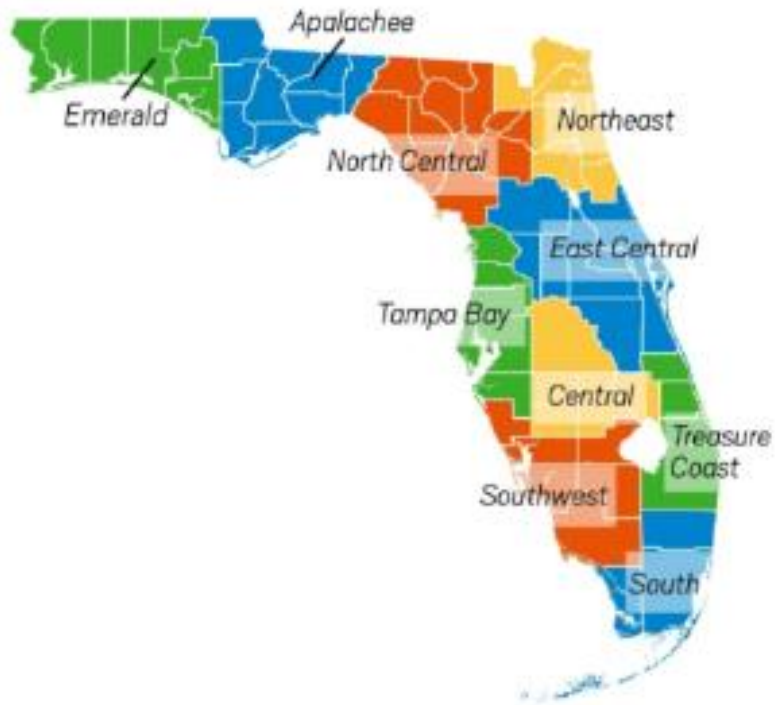 Apalachee
Emerald
Northeast
North Central
East Central
Tampa Bay
Central
Treasure
Coast
Southwest
South